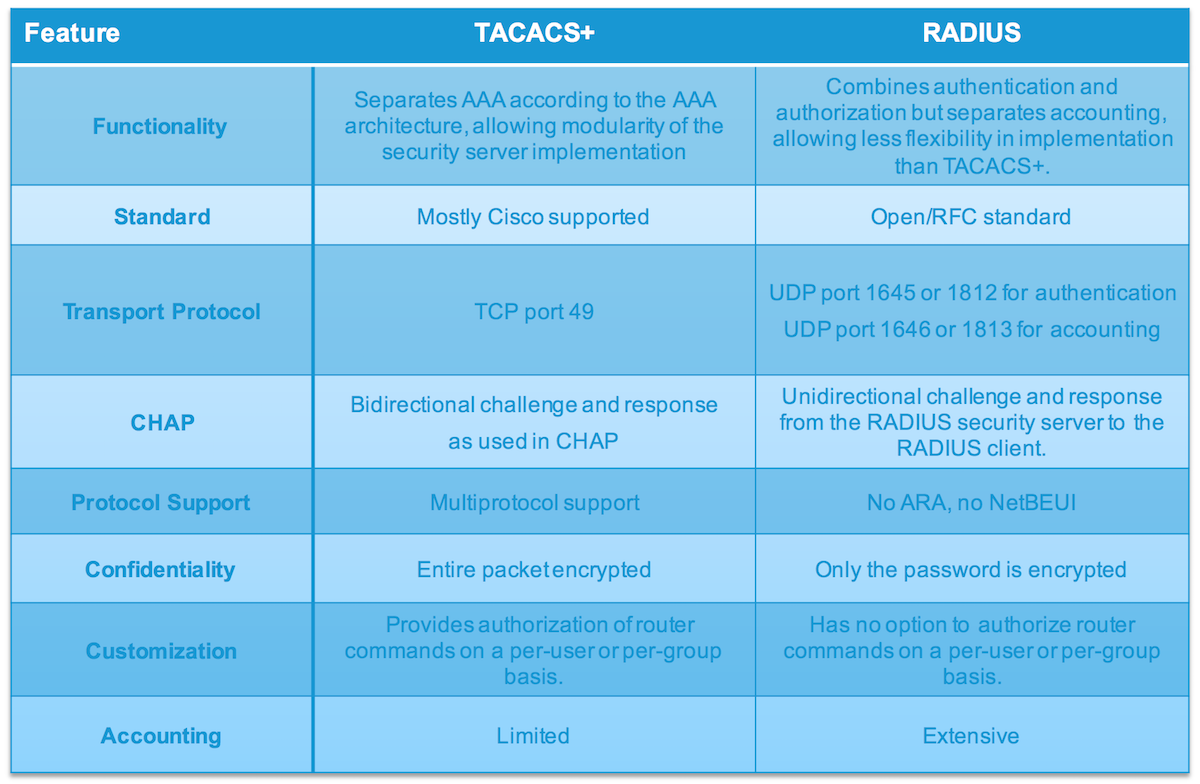 Feature
TACACS+
RADIUS
Functionality
Separates AAA according to the AAA
architecture, allowing modularity of the
security server implementation
Combines authentication and
authorization but separates accounting,
allowing less flexibility in implementation
than TACACS+.
Standard
Mostly Cisco supported
Open/RFC standard
Transport Protocol
TCP port 49
UDP port 1645 or 1812 for authentication
UDP port 1646 or 1813 for accounting
CHAP
Bidirectional challenge and response
as used in CHAP
Unidirectional challenge and response
from the RADIUS security server to the
RADIUS client.
Protocol Support
Multiprotocol support
No ARA, no NetBEUI
Confidentiality
Entire packet encrypted
Only the password is encrypted
Customization
Provides authorization of router
commands on a per-user or per-group
basis.
Has no option to authorize router
commands on a per-user or per-group
basis.
Accounting
Limited
Extensive